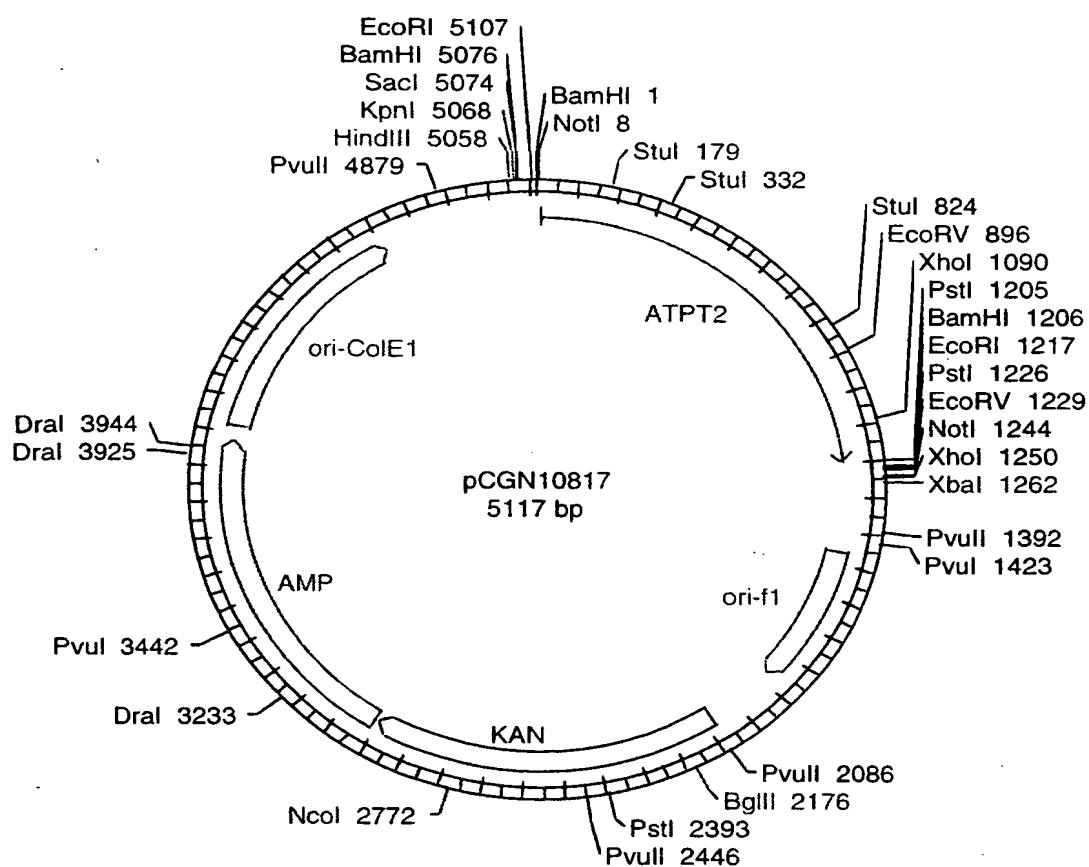 EcoRI 5107
BamHI 5076
SacI 5074
KpnI 5068
HindIII 5058
PvuII 4879
BamHI 1
NotI 8
StuI 179
StuI 332
StuI 824
EcoRV 896
XhoI 1090
PstI 1205
BamHI 1206
EcoRI 1217
PstI 1226
EcoRV 1229
NotI 1244
XhoI 1250
XbaI 1262
PvuII 1392
PvuI 1423
ATPT2
ori-ColE1
DraI 3944
DraI 3925
pCGN10817
5117 bp
AMP
ori-f1
PvuI 3442
DraI 3233
KAN
PvuII 2086
BglII 2176
NcoI 2772
PstI 2393
PvuII 2446